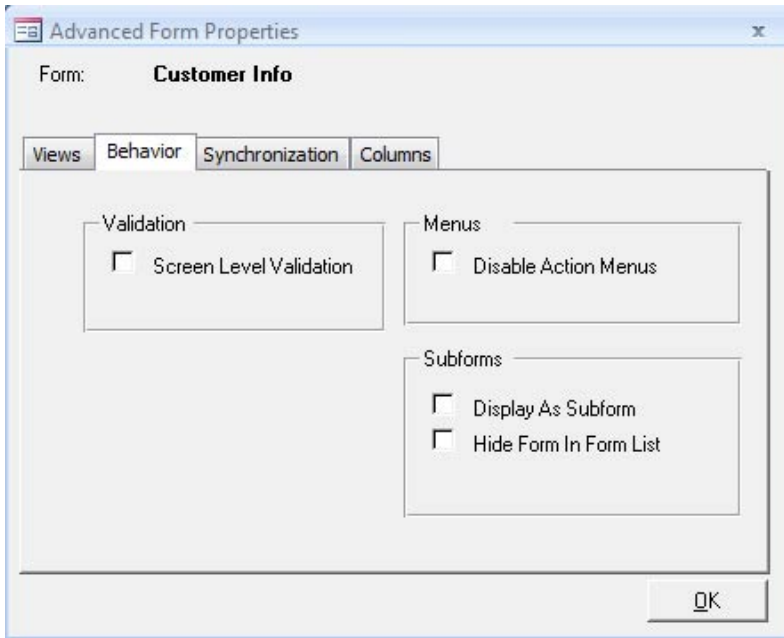 Advanced Form Properties
x
Form: Customer Info
Views Behavior Synchronization Columns
Validation
Screen Level Validation
Menus
Disable Action Menus
Subforms
Display As Subform
Hide Form In Form List
OK